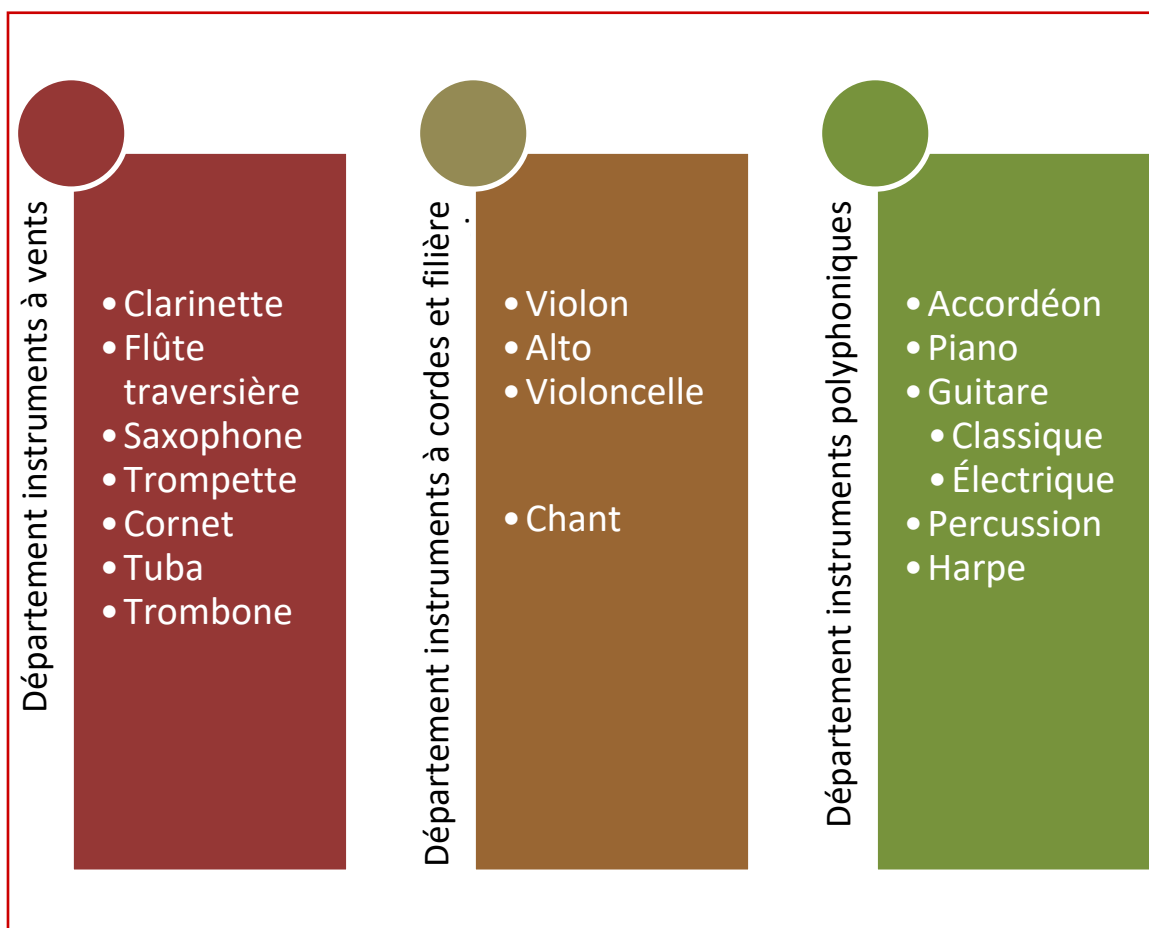 Département instruments à vents
• Clarinette
• Flûte
traversière
• Saxophone
• Trompette
• Cornet
• Tuba
• Trombone
Département instruments à cordes et filière
.
• Violon
• Alto
• Violoncelle
• Chant
Département instruments polyphoniques
• Accordéon
• Piano
• Guitare
• Classique
• Électrique
• Percussion
• Harpe